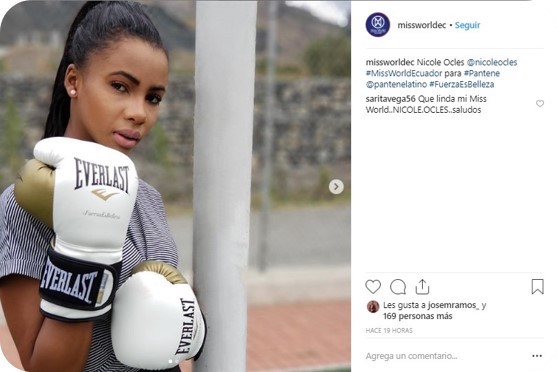 missworldec • Seguir
missworldec Nicole Ocles @nicoleocles
#MissWorldEcuador para #Pantene
@pantenelatino #FuerzaEsBelleza
saritavega56 Que linda mi Miss
World..NICOLE.OCLES..saludos
EVERLAST
EVERLAST
EVERLAST
Les gusta a josemramos_ y
169 personas más
HACE 19 HORAS
Agrega un comentario...